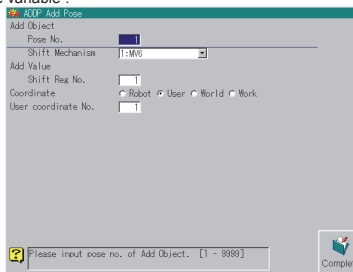 e variable".
ADDP Add Pose
Add Object
Pose No. 1
Shift Mechanism 1:MV6
Add Value
Shift Reg No. 1
Coordinate Robot User World Work
User coordinate No. 1
Please input pose no. of Add Object. [1 - 9999]
Complet